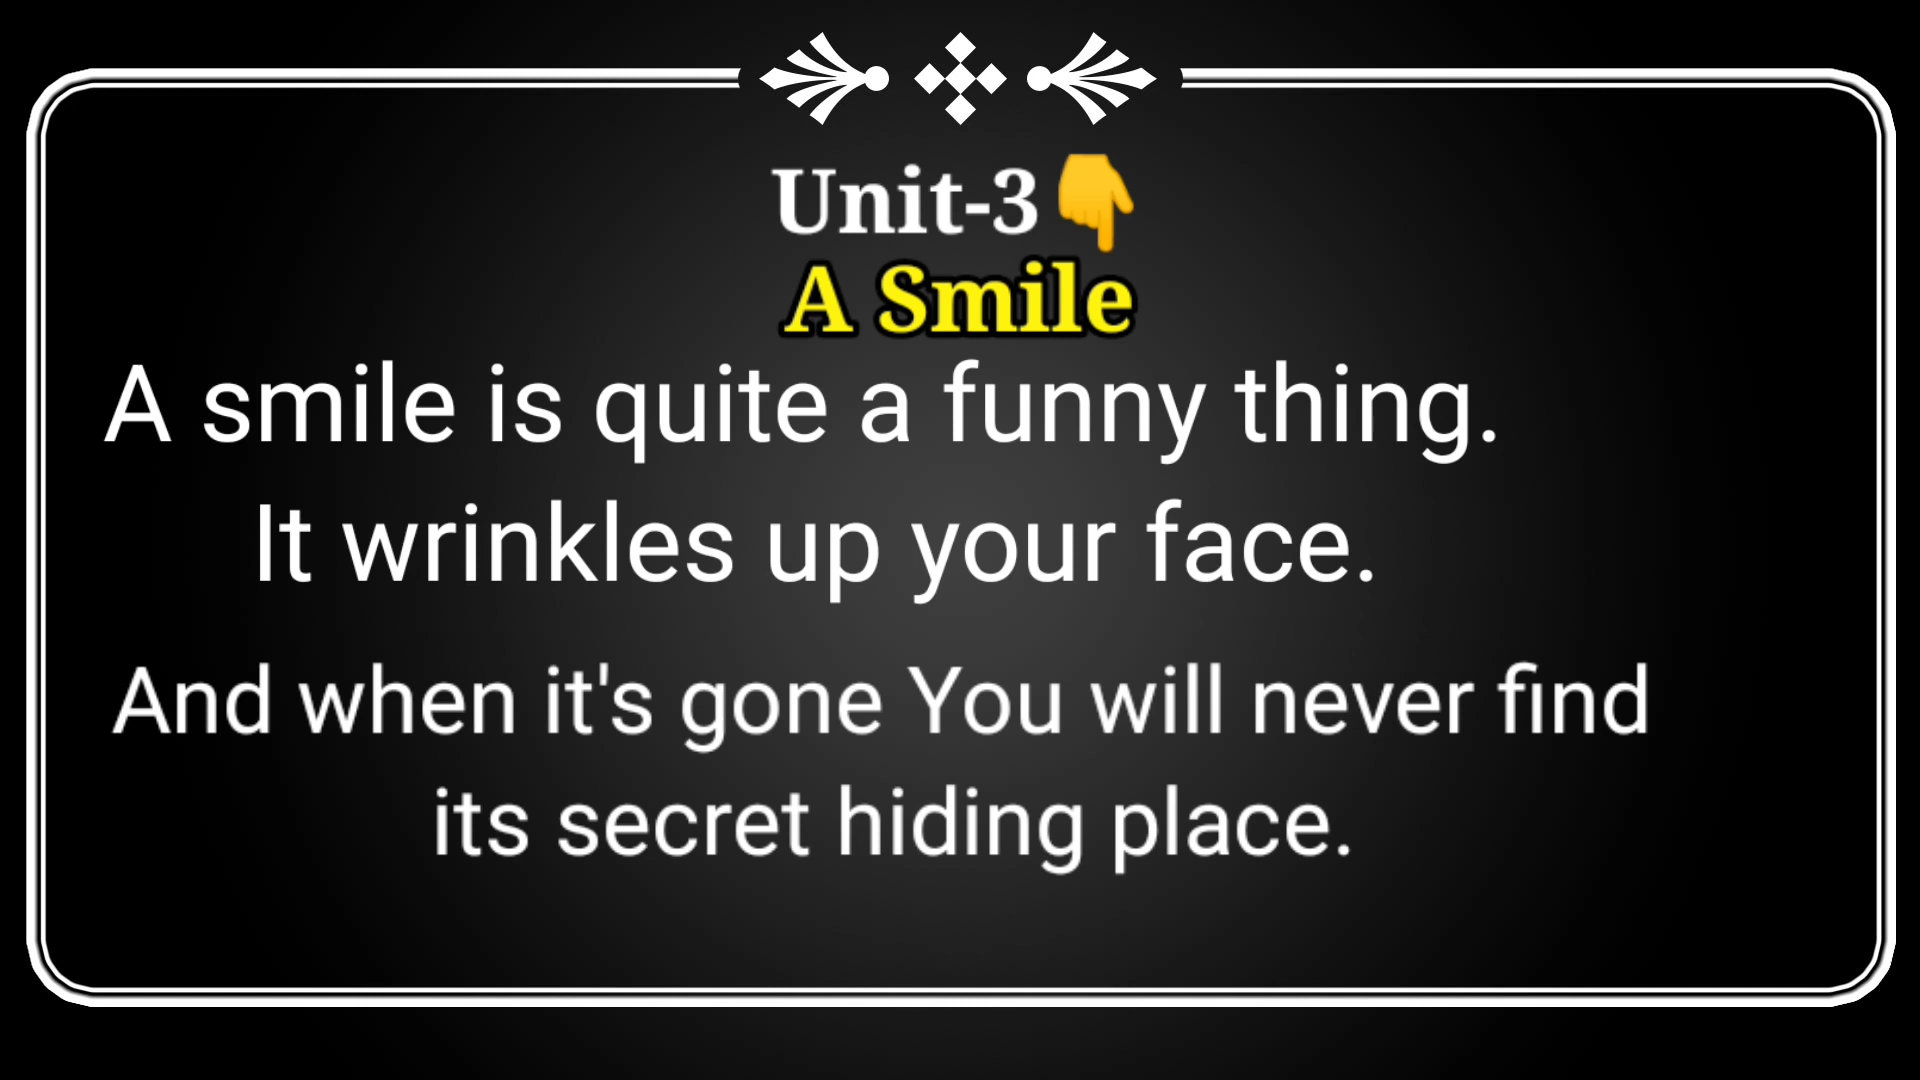 Unit-3👇
A Smile
A smile is quite a funny thing.
It wrinkles up your face.
And when it's gone You will never find
its secret hiding place.